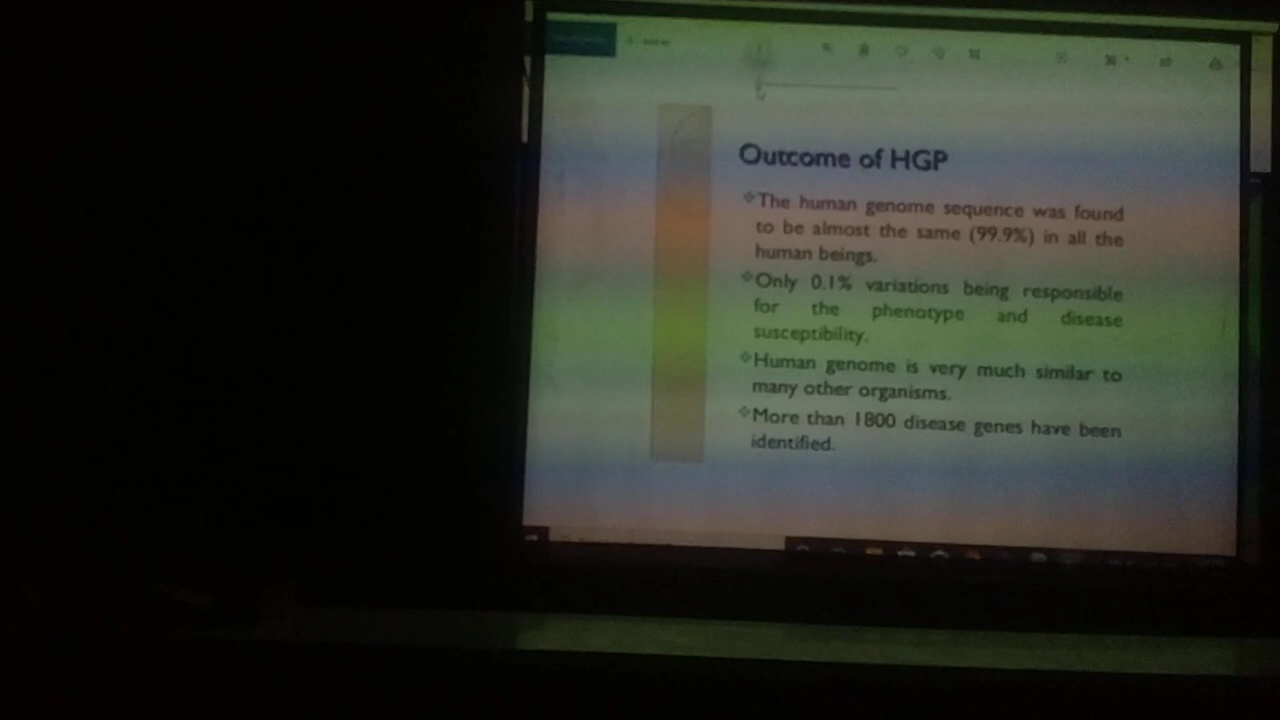 Outcome of HGP
❖The human genome sequence was found
to be almost the same (99.9%) in all the
human beings.
❖Only 0.1% variations being responsible
for the phenotype and disease
susceptibility.
❖Human genome is very much similar to
many other organisms.
❖More than 1800 disease genes have been
identified.